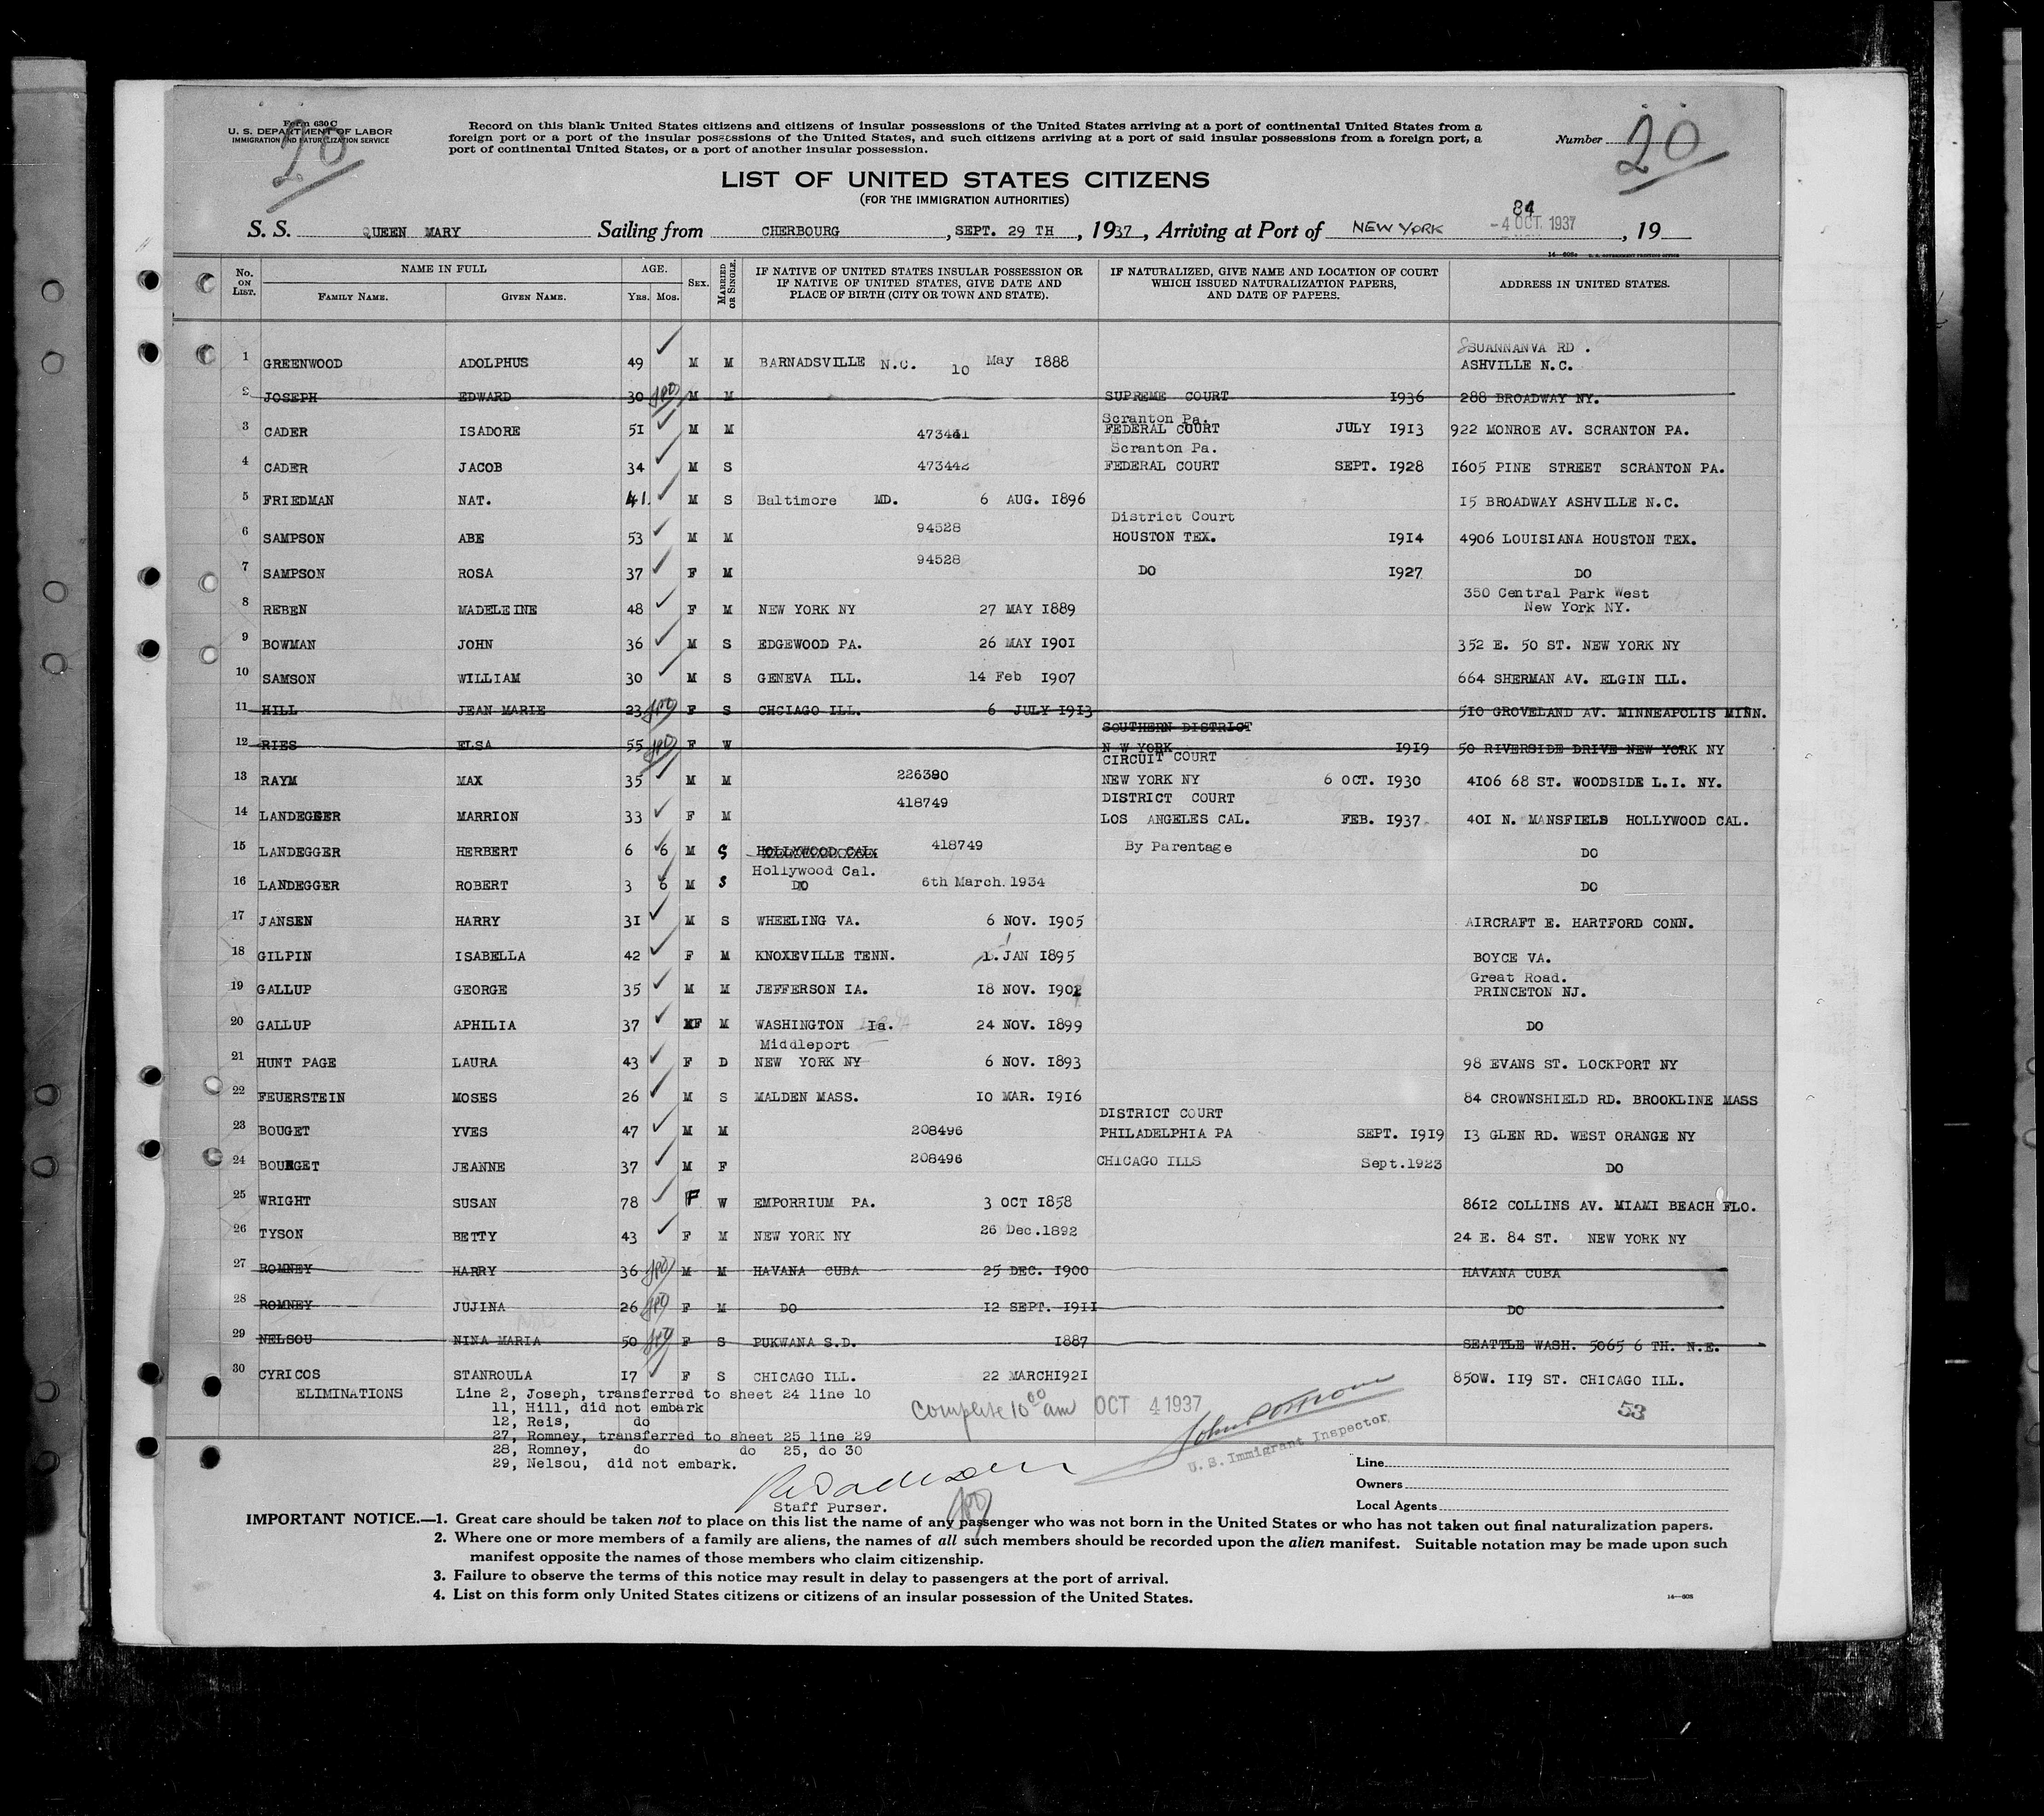 Form 630 C
U. S. DEPARTMENT OF LABOR
IMMIGRATION AND NATURALIZATION SERVICE
20
Record on this blank United States citizens and citizens of insular possessions of the United States arriving at a port of continental United States from a
foreign port or a port of the insular possessions of the United States, and such citizens arriving at a port of said insular possessions from a foreign port, a
port of continental United States, or a port of another insular possession.
Number 20
LIST OF UNITED STATES CITIZENS
(FOR THE IMMIGRATION AUTHORITIES)
84
S. S. QUEEN MARY Sailing from CHERBOURG , SEPT. 29 TH , 1937 , Arriving at Port of NEW YORK -4 OCT 1937 , 19
No. ON LIST. NAME IN FULL FAMILY NAME. GIVEN NAME. AGE. YRS. MOS. SEX. MARRIED OR SINGLE. IF NATIVE OF UNITED STATES INSULAR POSSESSION OR IF NATIVE OF UNITED STATES, GIVE DATE AND PLACE OF BIRTH (CITY OR TOWN AND STATE). IF NATURALIZED, GIVE NAME AND LOCATION OF COURT WHICH ISSUED NATURALIZATION PAPERS, AND DATE OF PAPERS. ADDRESS IN UNITED STATES.
SUANNANVA RD .
1 GREENWOOD ADOLPHUS 49 M M BARNADSVILLE N.C. 10 May 1888 ASHVILLE N.C.
2 JOSEPH EDWARD 30 M M SUPREME COURT 1936 288 BROADWAY NY.
Scranton Pa.
3 CADER ISADORE 51 M M 473441 FEDERAL COURT JULY 1913 922 MONROE AV. SCRANTON PA.
Scranton Pa.
4 CADER JACOB 34 M S 473442 FEDERAL COURT SEPT. 1928 1605 PINE STREET SCRANTON PA.
5 FRIEDMAN NAT. 41. M S Baltimore MD. 6 AUG. 1896 15 BROADWAY ASHVILLE N.C.
District Court
6 SAMPSON ABE 53 M M 94528 HOUSTON TEX. 1914 4906 LOUISIANA HOUSTON TEX.
7 SAMPSON ROSA 37 F M 94528 DO 1927 DO
350 Central Park West
8 REBEN MADELEINE 48 F M NEW YORK NY 27 MAY 1889 New York NY.
9 BOWMAN JOHN 36 M S EDGEWOOD PA. 26 MAY 1901 352 E. 50 ST. NEW YORK NY
10 SAMSON WILLIAM 30 M S GENEVA ILL. 14 Feb 1907 664 SHERMAN AV. ELGIN ILL.
11 HILL JEAN MARIE 23 F S CHCIAGO ILL. 6 JULY 1913 510 GROVELAND AV. MINNEAPOLIS MINN.
SOUTHERN DISTRICT
12 RIES ELSA 55 F W N W YORK 1919 50 RIVERSIDE DRIVE NEW YORK NY
CIRCUIT COURT
13 RAYM MAX 35 M M 226390 NEW YORK NY 6 OCT. 1930 4106 68 ST. WOODSIDE L.I. NY.
DISTRICT COURT
14 LANDEGGER MARRION 33 F M 418749 LOS ANGELES CAL. FEB. 1937. 401 N. MANSFIELD HOLLYWOOD CAL.
15 LANDEGGER HERBERT 6 6 M S HOLLYWOOD CAL. 418749 By Parentage DO
Hollywood Cal.
16 LANDEGGER ROBERT 3 6 M S DO 6th March.1934 DO
17 JANSEN HARRY 31 M S WHEELING VA. 6 NOV. 1905 AIRCRAFT E. HARTFORD CONN.
18 GILPIN ISABELLA 42 F M KNOXEVILLE TENN. 1. JAN 1895 BOYCE VA.
Great Road.
19 GALLUP GEORGE 35 M M JEFFERSON IA. 18 NOV. 1901 PRINCETON NJ.
20 GALLUP APHILIA 37 MF M WASHINGTON Ia. 24 NOV. 1899 DO
Middleport
21 HUNT PAGE LAURA 43 F D NEW YORK NY 6 NOV. 1893 98 EVANS ST. LOCKPORT NY
22 FEUERSTEIN MOSES 26 M S MALDEN MASS. 10 MAR. 1916 84 CROWNSHIELD RD. BROOKLINE MASS
DISTRICT COURT
23 BOUGET YVES 47 M M 208496 PHILADELPHIA PA SEPT. 1919 13 GLEN RD. WEST ORANGE NY
24 BOURGET JEANNE 37 M F 208496 CHICAGO ILLS Sept.1923 DO
25 WRIGHT SUSAN 78 F W EMPORRIUM PA. 3 OCT 1858 8612 COLLINS AV. MIAMI BEACH FLO.
26 TYSON BETTY 43 F M NEW YORK NY 26 Dec.1892 24 E. 84 ST. NEW YORK NY
27 ROMNEY HARRY 36 M M HAVANA CUBA 25 DEC. 1900 HAVANA CUBA
28 ROMNEY JUJINA 26 F M DO 12 SEPT. 1911 DO
29 NELSOU NINA MARIA 50 F S PUKWANA S.D. 1887 SEATTLE WASH. 5065 6 TH. N.E.
30 CYRICOS STANROULA 17 F S CHICAGO ILL. 22 MARCH1921 850W. 119 ST. CHICAGO ILL.
ELIMINATIONS Line 2, Joseph, transferred to sheet 24 line 10
11, Hill, did not embark
12, Reis, do
27, Romney, transferred to sheet 25 line 29
28, Romney, do do 25, do 30
29, Nelsou, did not embark.
Complete 10 00 am OCT 4 1937
53
U. S. Immigrant Inspector
Staff Purser.
Line
Owners
Local Agents
IMPORTANT NOTICE.—1. Great care should be taken not to place on this list the name of any passenger who was not born in the United States or who has not taken out final naturalization papers.
2. Where one or more members of a family are aliens, the names of all such members should be recorded upon the alien manifest. Suitable notation may be made upon such
manifest opposite the names of those members who claim citizenship.
3. Failure to observe the terms of this notice may result in delay to passengers at the port of arrival.
4. List on this form only United States citizens or citizens of an insular possession of the United States.